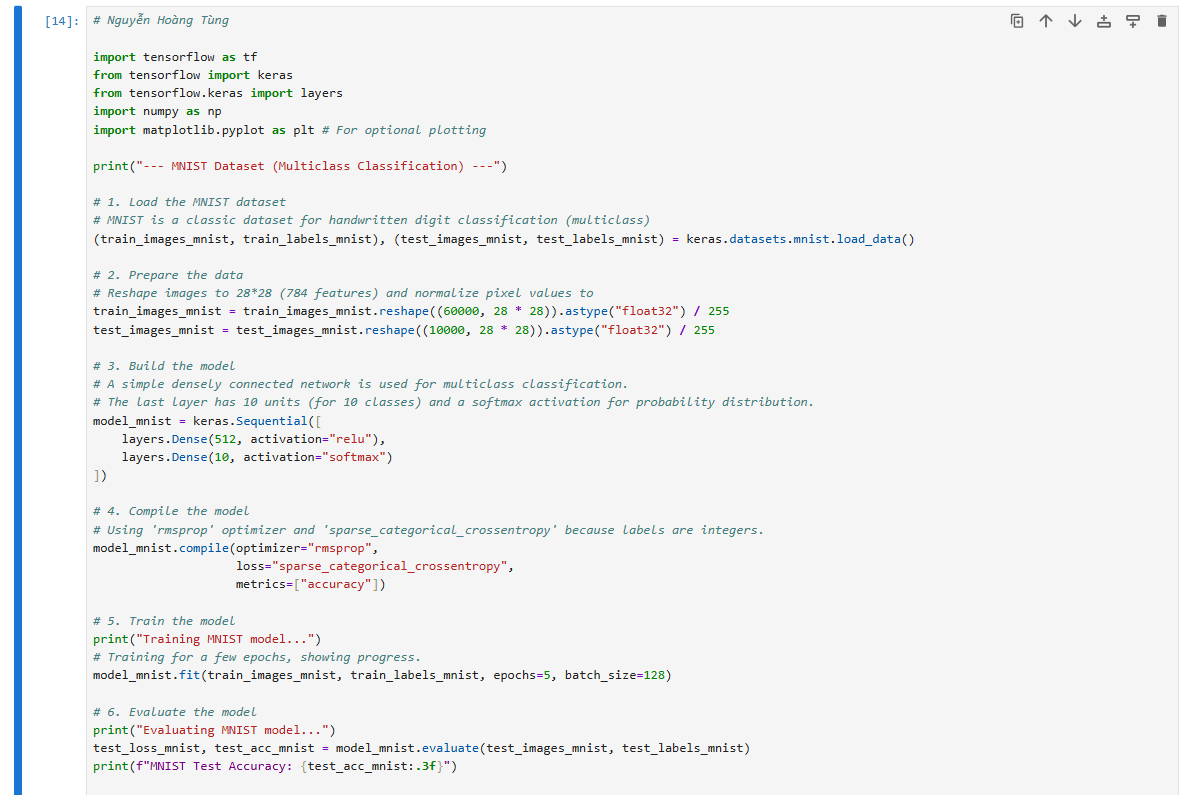 [14]: # Nguyễn Hoàng Tùng
import tensorflow as tf
from tensorflow import keras
from tensorflow.keras import layers
import numpy as np
import matplotlib.pyplot as plt # For optional plotting
print("--- MNIST Dataset (Multiclass Classification) ---")
# 1. Load the MNIST dataset
# MNIST is a classic dataset for handwritten digit classification (multiclass)
(train_images_mnist, train_labels_mnist), (test_images_mnist, test_labels_mnist) = keras.datasets.mnist.load_data()
# 2. Prepare the data
# Reshape images to 28*28 (784 features) and normalize pixel values to
train_images_mnist = train_images_mnist.reshape((60000, 28 * 28)).astype("float32") / 255
test_images_mnist = test_images_mnist.reshape((10000, 28 * 28)).astype("float32") / 255
# 3. Build the model
# A simple densely connected network is used for multiclass classification.
# The last layer has 10 units (for 10 classes) and a softmax activation for probability distribution.
model_mnist = keras.Sequential([
    layers.Dense(512, activation="relu"),
    layers.Dense(10, activation="softmax")
])
# 4. Compile the model
# Using 'rmsprop' optimizer and 'sparse_categorical_crossentropy' because labels are integers.
model_mnist.compile(optimizer="rmsprop",
                    loss="sparse_categorical_crossentropy",
                    metrics=["accuracy"])
# 5. Train the model
print("Training MNIST model...")
# Training for a few epochs, showing progress.
model_mnist.fit(train_images_mnist, train_labels_mnist, epochs=5, batch_size=128)
# 6. Evaluate the model
print("Evaluating MNIST model...")
test_loss_mnist, test_acc_mnist = model_mnist.evaluate(test_images_mnist, test_labels_mnist)
print(f"MNIST Test Accuracy: {test_acc_mnist:.3f}")